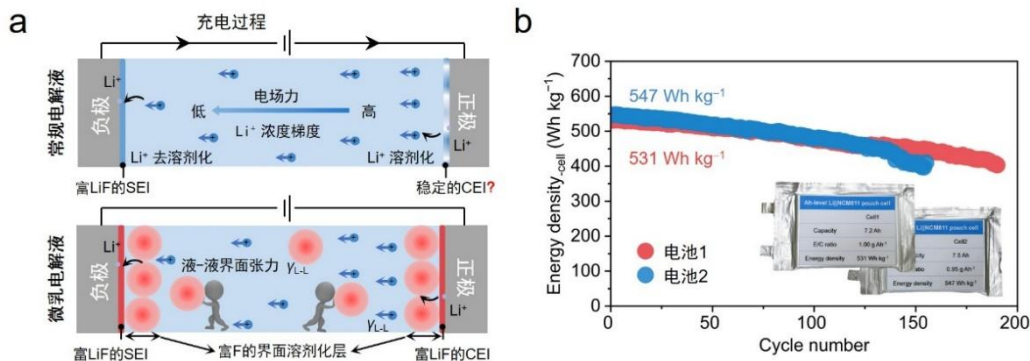 a
充电过程
常规电解液
负极
正极
Li⁺
电场力
低
高
Li⁺ 浓度梯度
Li⁺ 去溶剂化
Li⁺ 溶剂化
Li⁺
富LiF的SEI
稳定的CEI?
微乳电解液
负极
正极
Li⁺
液-液界面张力
γL-L
γL-L
Li⁺
富LiF的SEI
富F的界面溶剂化层
富LiF的CEI
b
Energy density-cell (Wh kg⁻¹)
700
600
500
400
300
200
100
0
547 Wh kg⁻¹
531 Wh kg⁻¹
电池1
电池2
Ah-level Li||NCM811 pouch cell
Cell1
Capacity 7.2Ah
E/C ratio 1.00 g Ah⁻¹
Energy density 531 Wh kg⁻¹
NCM811 pouch cell
Cell2
7.5 Ah
0.95 g Ah⁻¹
Energy density 547 Wh kg⁻¹
0 50 100 150 200
Cycle number